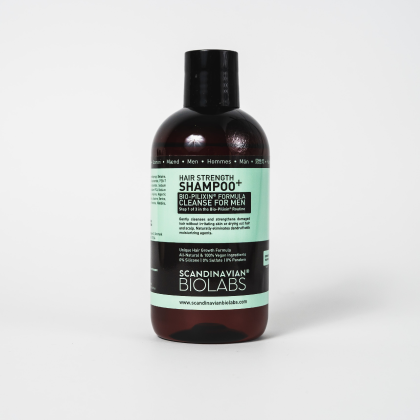 Mænd • Men • Hommes • Män •
HAIR STRENGTH
SHAMPOO+
BIO-PILIXIN® FORMULA
CLEANSE FOR MEN
Step 1 of 3 in the Bio-Pilixin® Regime
Gently cleanses and strengthens damaged
hair without irritating skin or drying out hair
and scalp. Naturally eliminates dandruff with
moisturizing agents.
Unique Hair Growth Formula
All-Natural & 100% Vegan Ingredients
0% Silicone | 0% Sulfate | 0% Parabens
SCANDINAVIAN®
BIOLABS
www.scandinavianbiolabs.com